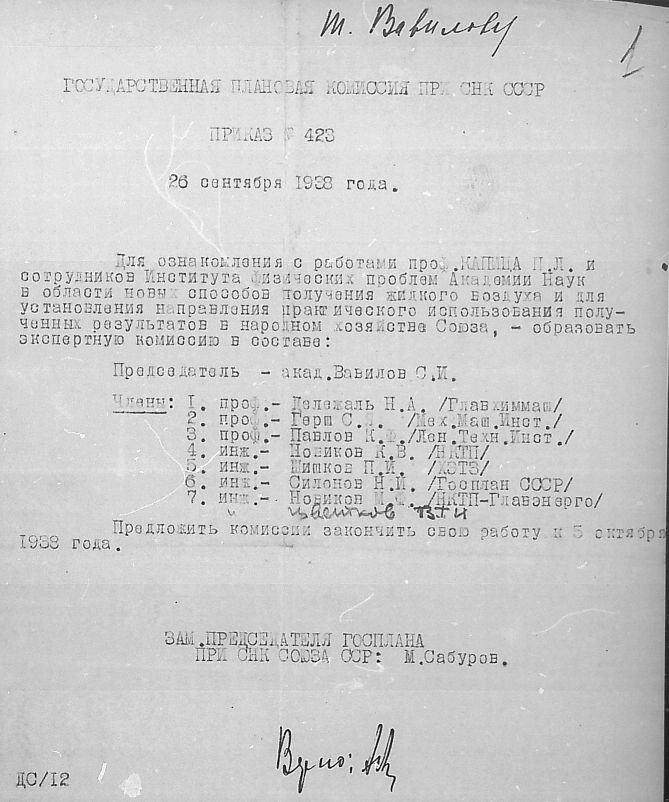 т. Вавилову
1
ГОСУДАРСТВЕННАЯ ПЛАНОВАЯ КОМИССИЯ ПРИ СНК СССР
ПРИКАЗ № 423
26 сентября 1938 года.
Для ознакомления с работами проф.КАПИЦА П.Л. и
сотрудников Института Физических проблем Академии Наук
в области новых способов получения жидкого воздуха и для
установления направления практического использования полу-
ченных результатов в народном хозяйстве Союза, - образовать
экспертную комиссию в составе:
Председатель - акад.Вавилов С.И.
Члены: 1. проф.- Долежаль Н.А. /Главхиммаш/
2. проф.- Герш С.Я. /Мех.Маш.Инст./
3. проф.- Павлов К.Ф./Лен.Техн.Инст./
4. инж.- Новиков К.В. /НКТП/
5. инж.- Шишков П.И. /ХЭТЗ/
6. инж.- Силонов Н.И. /Госплан СССР/
7. инж.- Новиков М.Ф. /НКТП-Главэнерго/
" Цветков ВТИ
Предложить комиссии закончить свою работу к 5 октября
1938 года.
ЗАМ.ПРЕДСЕДАТЕЛЯ ГОСПЛАНА
ПРИ СНК СОЮЗА ССР: М.Сабуров.
Верно:
ДС/12